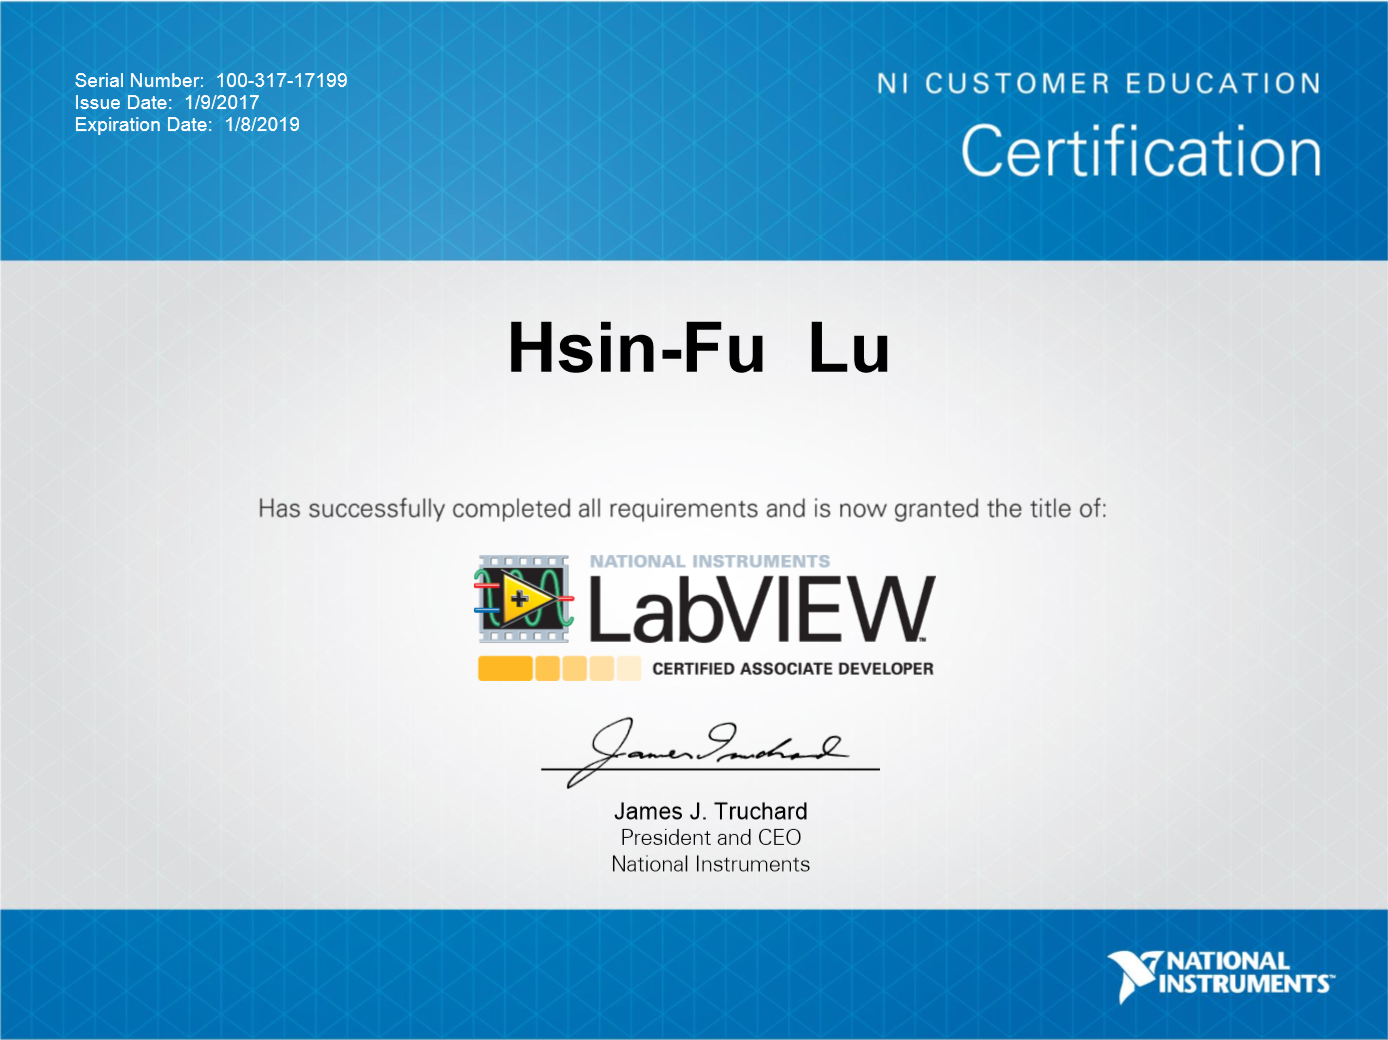 Serial Number: 100-317-17199
Issue Date: 1/9/2017
Expiration Date: 1/8/2019
NI CUSTOMER EDUCATION
Certification
Hsin-Fu Lu
Has successfully completed all requirements and is now granted the title of:
NATIONAL INSTRUMENTS
LabVIEW™
CERTIFIED ASSOCIATE DEVELOPER
James Truchard
James J. Truchard
President and CEO
National Instruments
NATIONAL
INSTRUMENTS™